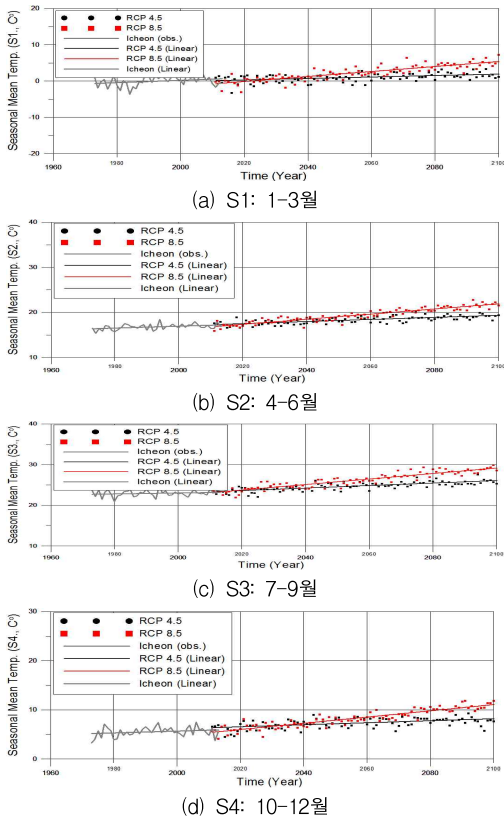 Seasonal Mean Temp. (S1., Cº)
20
10
0
-10
-20
RCP 4.5
RCP 8.5
Icheon (obs.)
RCP 4.5 (Linear)
RCP 8.5 (Linear)
Icheon (Linear)
1960 1980 2000 2020 2040 2060 2080 2100
Time (Year)
(a) S1: 1-3월
Seasonal Mean Temp. (S2., Cº)
40
30
20
10
RCP 4.5
RCP 8.5
Icheon (obs.)
RCP 4.5 (Linear)
RCP 8.5 (Linear)
Icheon (Linear)
1960 1980 2000 2020 2040 2060 2080 2100
Time (Year)
(b) S2: 4-6월
Seasonal Mean Temp. (S3., Cº)
40
30
20
10
RCP 4.5
RCP 8.5
Icheon (obs.)
RCP 4.5 (Linear)
RCP 8.5 (Linear)
Icheon (Linear)
1960 1980 2000 2020 2040 2060 2080 2100
Time (Year)
(c) S3: 7-9월
Seasonal Mean Temp. (S4., Cº)
30
20
10
0
RCP 4.5
RCP 8.5
Icheon (obs.)
RCP 4.5 (Linear)
RCP 8.5 (Linear)
Icheon (Linear)
1960 1980 2000 2020 2040 2060 2080 2100
Time (Year)
(d) S4: 10-12월